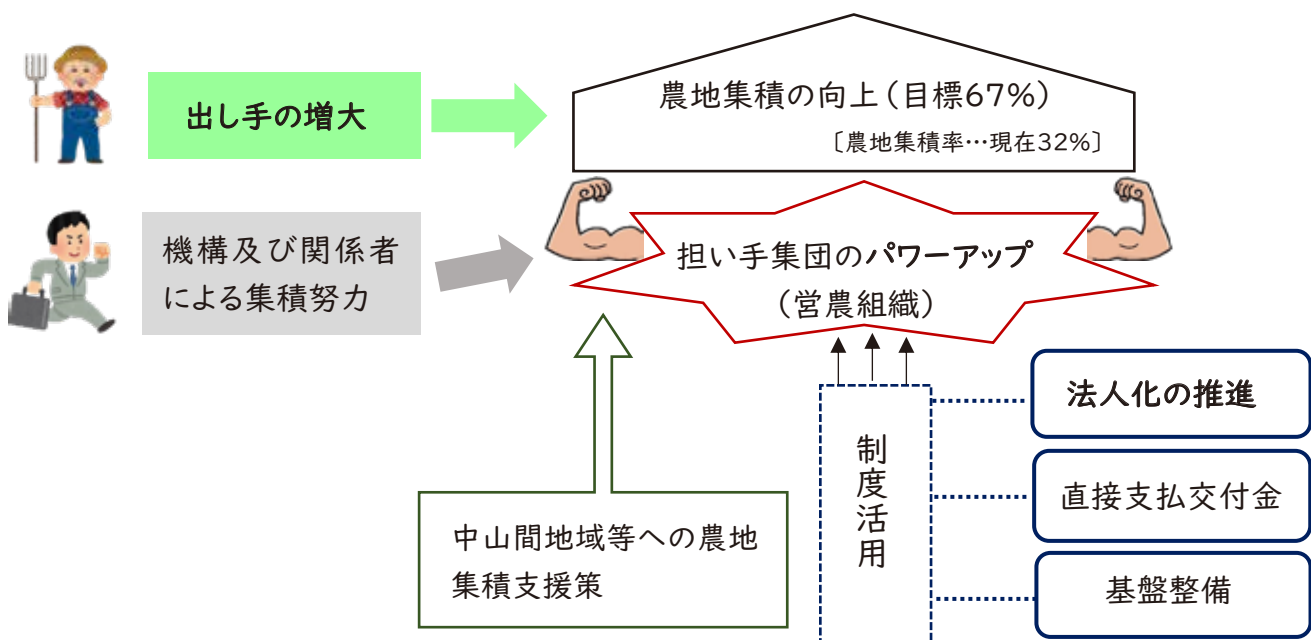 出し手の増大
農地集積の向上（目標67%）
〔農地集積率…現在32%〕
機構及び関係者
による集積努力
担い手集団のパワーアップ
（営農組織）
中山間地域等への農地
集積支援策
制度活用
法人化の推進
直接支払交付金
基盤整備